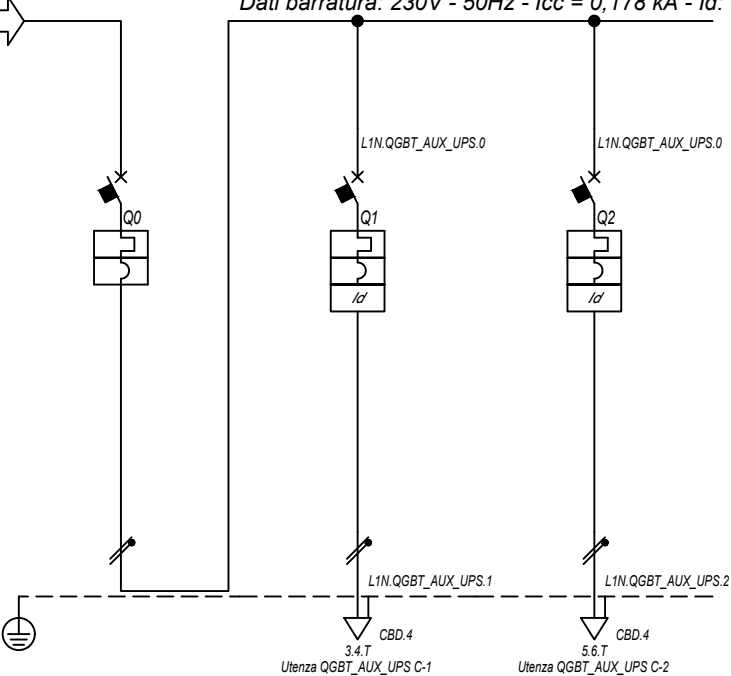 Dati barratura: 230V - 50Hz - Icc = 0,178 kA - Id:
L1N.QGBT_AUX_UPS.0
L1N.QGBT_AUX_UPS.0
Q0
Q1
Q2
Id
Id
L1N.QGBT_AUX_UPS.1
L1N.QGBT_AUX_UPS.2
CBD.4
CBD.4
3.4.T
5.6.T
Utenza QGBT_AUX_UPS C-1
Utenza QGBT_AUX_UPS C-2